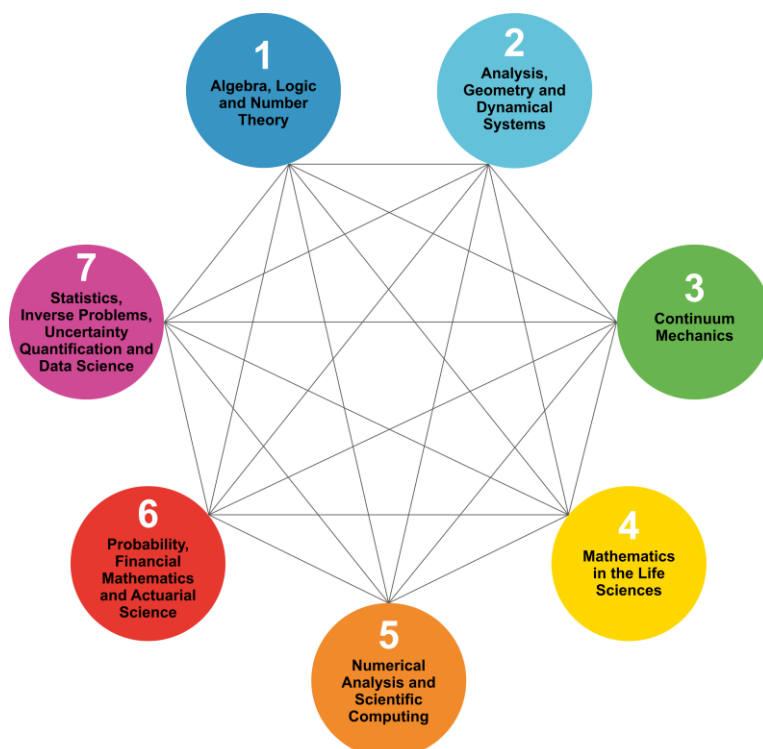 1
Algebra, Logic
and Number
Theory
2
Analysis,
Geometry and
Dynamical
Systems
3
Continuum
Mechanics
4
Mathematics
in the Life
Sciences
5
Numerical
Analysis and
Scientific
Computing
6
Probability,
Financial
Mathematics
and Actuarial
Science
7
Statistics,
Inverse Problems,
Uncertainty
Quantification and
Data Science